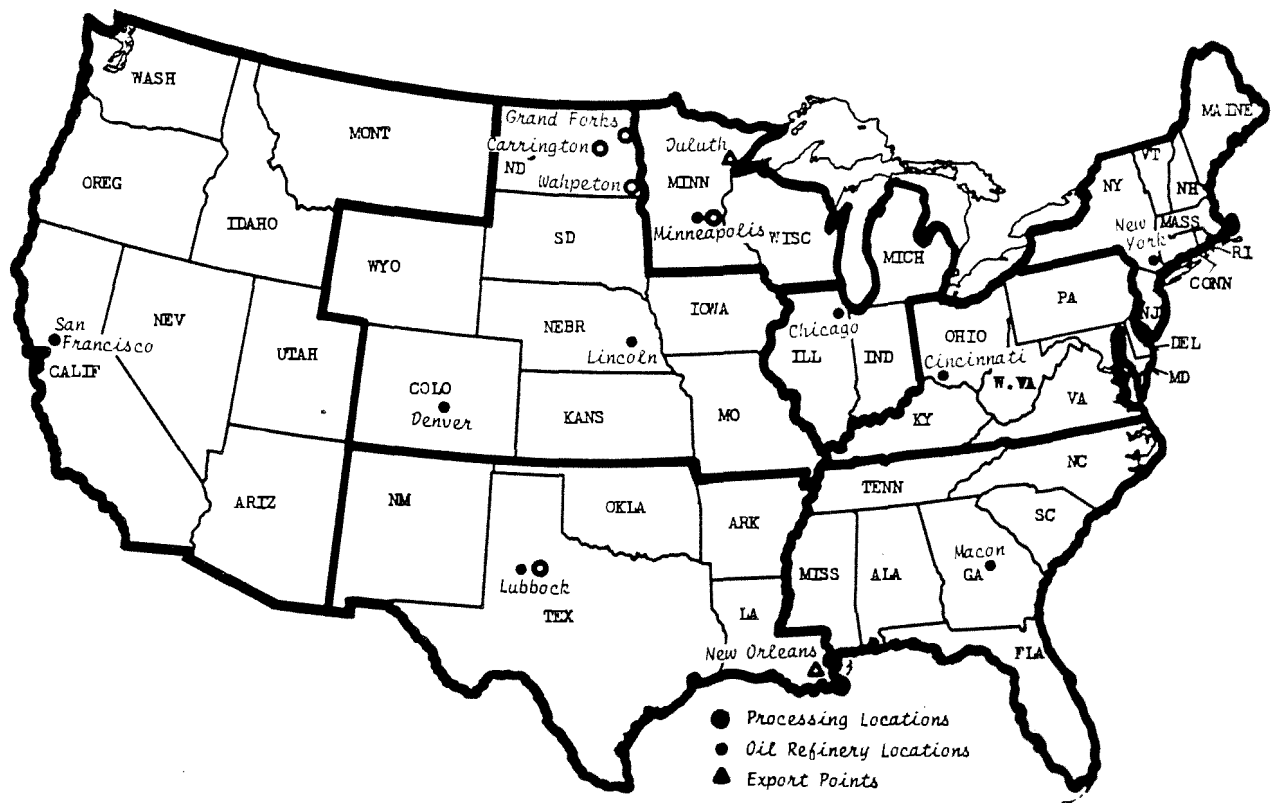 WASH
MONT
OREG
IDAHO
WYO
Grand Forks
Carrington
ND
Wahpeton
Duluth
MINN
Minneapolis
WISC
MICH
SD
NEBR
Lincoln
IOWA
NEV
San
Francisco
CALIF
UTAH
COLO
Denver
KANS
MO
Chicago
ILL
IND
OHIO
Cincinnati
W.VA
KY
VA
PA
NY
New
York
VT
NH
MAINE
MASS
RI
CONN
NJ
DEL
MD
ARIZ
NM
OKLA
ARK
TENN
NC
SC
Lubbock
TEX
LA
MISS
ALA
Macon
GA
New Orleans
FLA
Processing Locations
Oil Refinery Locations
Export Points